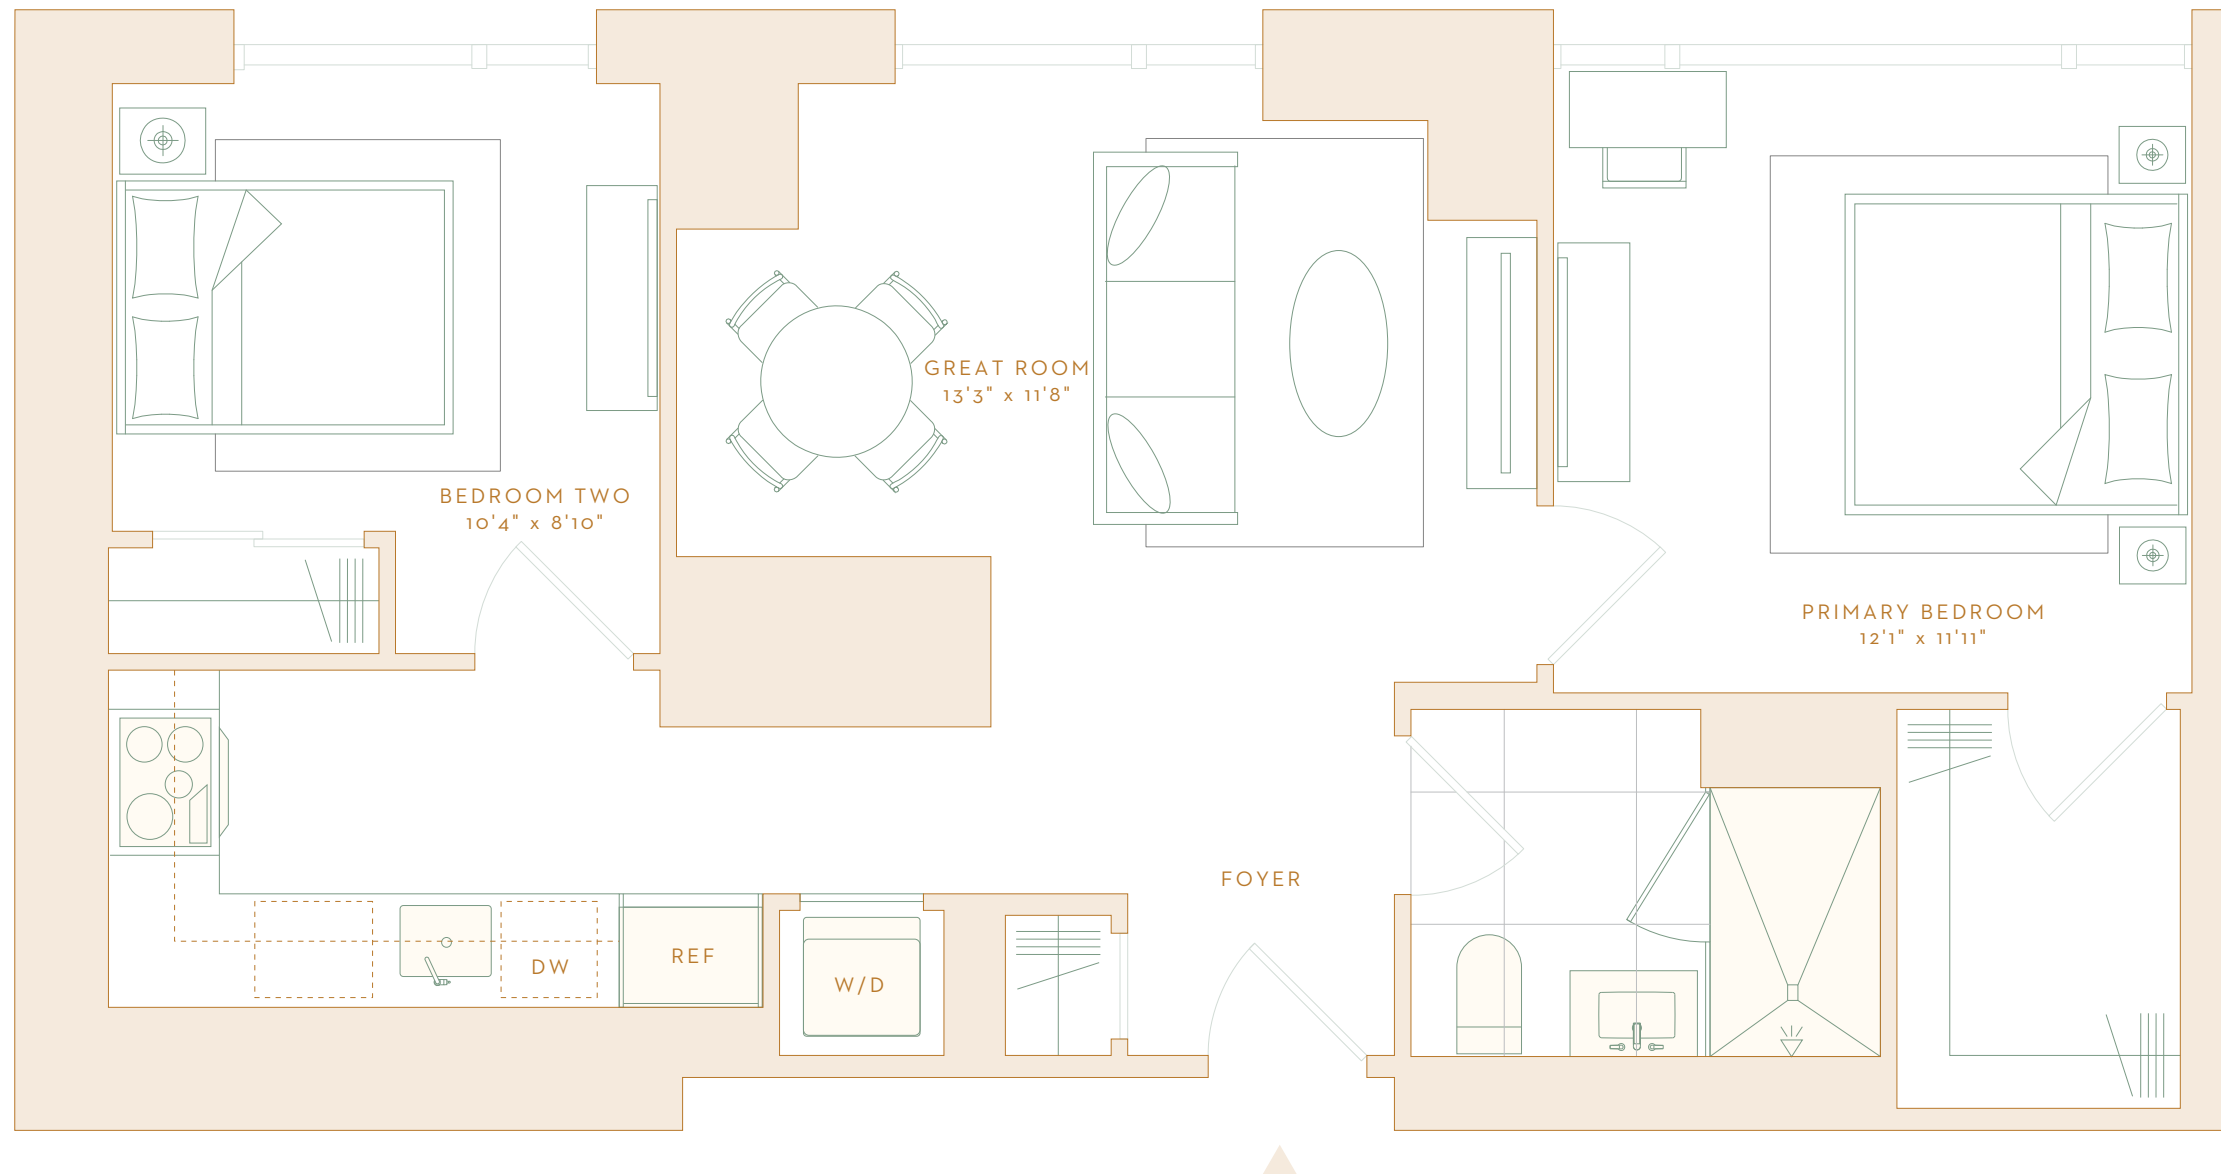 GREAT ROOM
13'3" x 11'8"
BEDROOM TWO
10'4" x 8'10"
PRIMARY BEDROOM
12'1" x 11'11"
FOYER
REF
DW
W/D